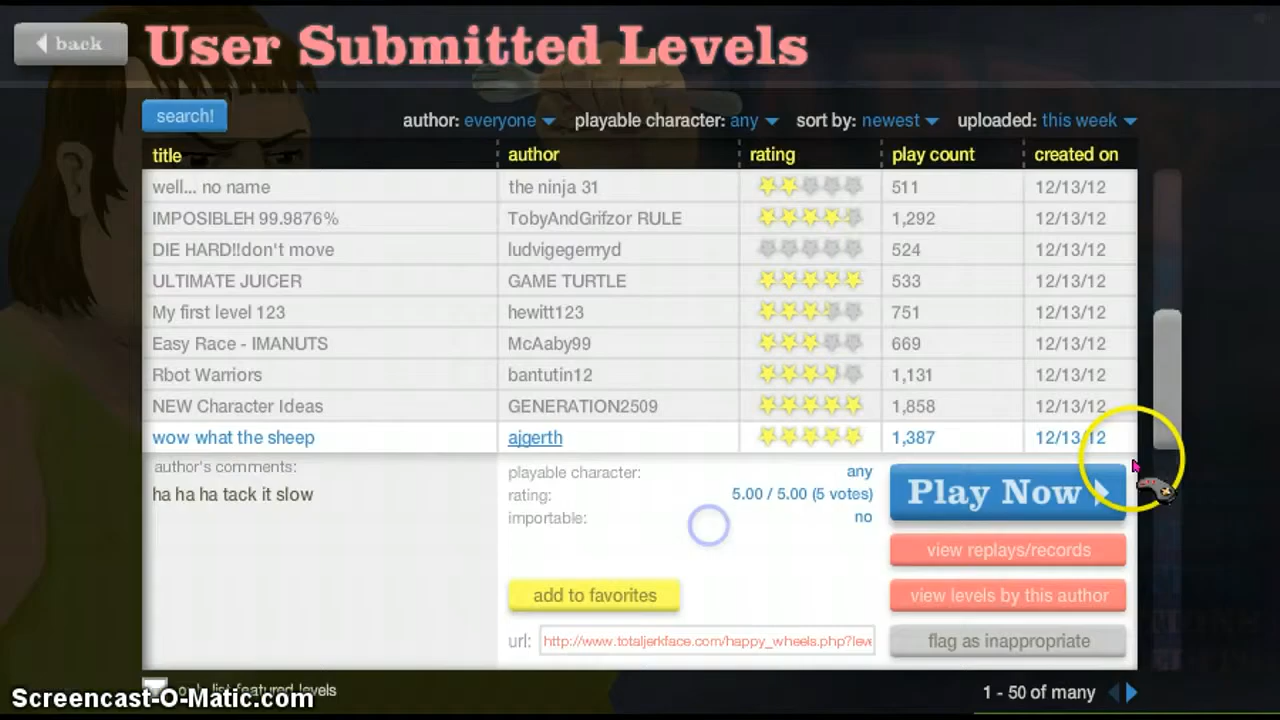 back
User Submitted Levels
search!
author: everyone playable character: any sort by: newest uploaded: this week
title author rating play count created on
well... no name the ninja 31 511 12/13/12
IMPOSIBLEH 99.9876% TobyAndGrifzor RULE 1,292 12/13/12
DIE HARD!!don't move ludvigegerryd 524 12/13/12
ULTIMATE JUICER GAME TURTLE 533 12/13/12
My first level 123 hewitt123 751 12/13/12
Easy Race - IMANUTS McAaby99 669 12/13/12
Rbot Warriors bantutin12 1,131 12/13/12
NEW Character Ideas GENERATION2509 1,858 12/13/12
wow what the sheep ajgerth 1,387 12/13/12
author's comments:
ha ha ha tack it slow
playable character: any
rating: 5.00 / 5.00 (5 votes)
importable: no
add to favorites
url: http://www.totaljerkface.com/happy_wheels.php?lev
Play Now
view replays/records
view levels by this author
flag as inappropriate
only list featured levels
1 - 50 of many
Screencast-O-Matic.com